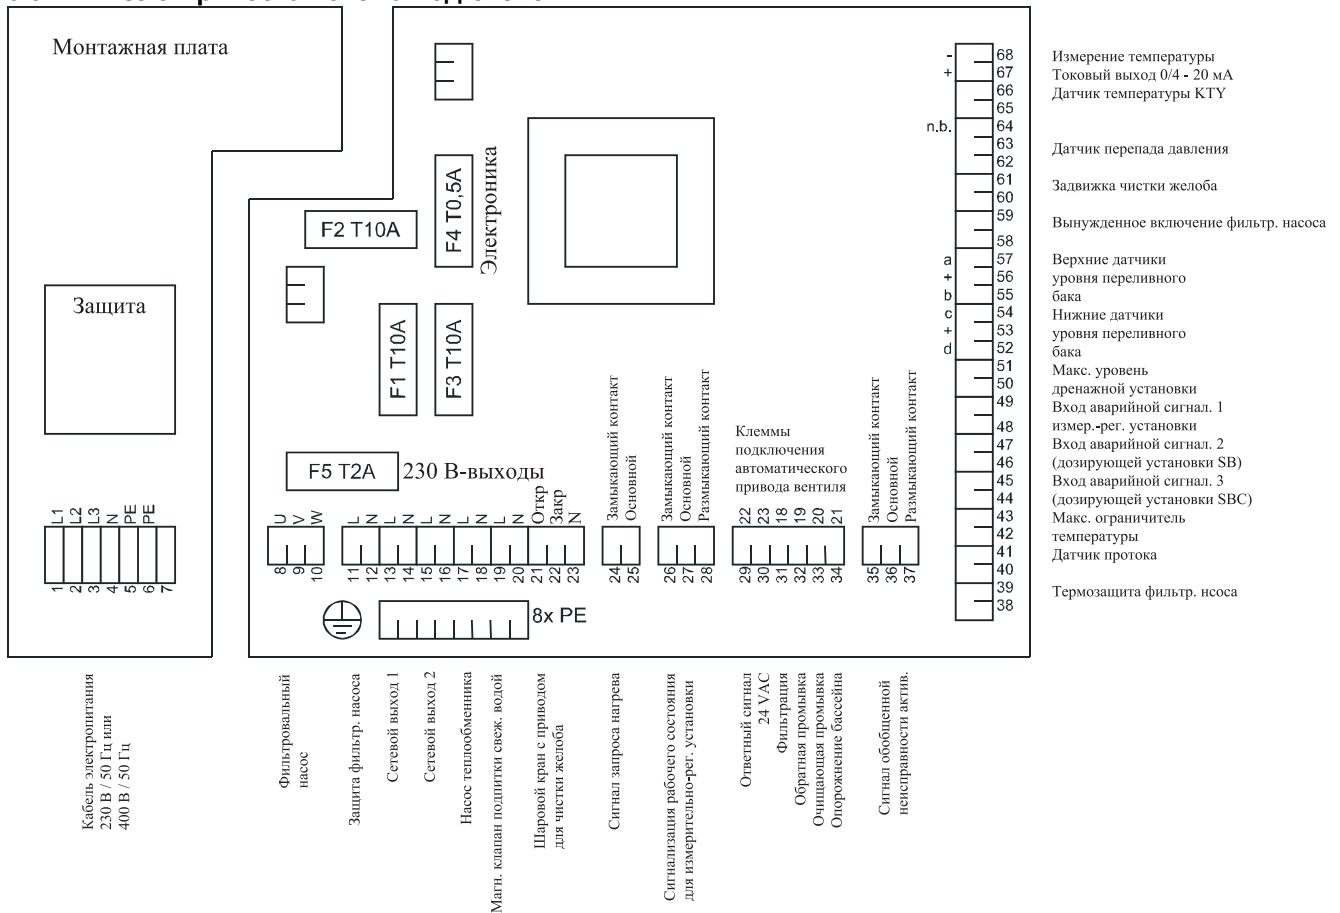 Монтажная плата
Защита
L1
L2
L3
N
PE
PE
1
2
3
4
5
6
7
Кабель электропитания
230 В / 50 Гц или
400 В / 50 Гц
F2 T10A
F4 T0,5A
Электроника
F1 T10A
F3 T10A
F5 T2A
230 В-выходы
U
V
W
L
N
L
N
L
N
L
N
L
N
Откр
Закр
N
8
9
10
11
12
13
14
15
16
17
18
19
20
21
22
23
8x PE
Замыкающий контакт
Основной
24
25
Замыкающий контакт
Основной
Размыкающий контакт
26
27
28
Клеммы
подключения
автоматического
привода вентиля
22
23
18
19
20
21
29
30
31
32
33
34
Замыкающий контакт
Основной
Размыкающий контакт
35
36
37
Фильтровальный
насос
Защита фильтр. насоса
Сетевой выход 1
Сетевой выход 2
Насос теплообменника
Магн. клапан подпитки свеж. водой
Шаровой кран с приводом
для чистки желоба
Сигнал запроса нагрева
Сигнализация рабочего состояния
для измерительно-рег. установки
Ответный сигнал
24 VAC
Фильтрация
Обратная промывка
Очищающая промывка
Опорожнение бассейна
Сигнал обобщенной
неисправности актив.
-
+
n.b.
a
+
b
c
+
d
68
67
66
65
64
63
62
61
60
59
58
57
56
55
54
53
52
51
50
49
48
47
46
45
44
43
42
41
40
39
38
Измерение температуры
Токовый выход 0/4 - 20 мА
Датчик температуры KTY
Датчик перепада давления
Задвижка чистки желоба
Вынужденное включение фильтр. насоса
Верхние датчики
уровня переливного
бака
Нижние датчики
уровня переливного
бака
Макс. уровень
дренажной установки
Вход аварийной сигнал. 1
измер.-рег. установки
Вход аварийной сигнал. 2
(дозирующей установки SB)
Вход аварийной сигнал. 3
(дозирующей установки SBC)
Макс. ограничитель
температуры
Датчик протока
Термозащита фильтр. нсоса